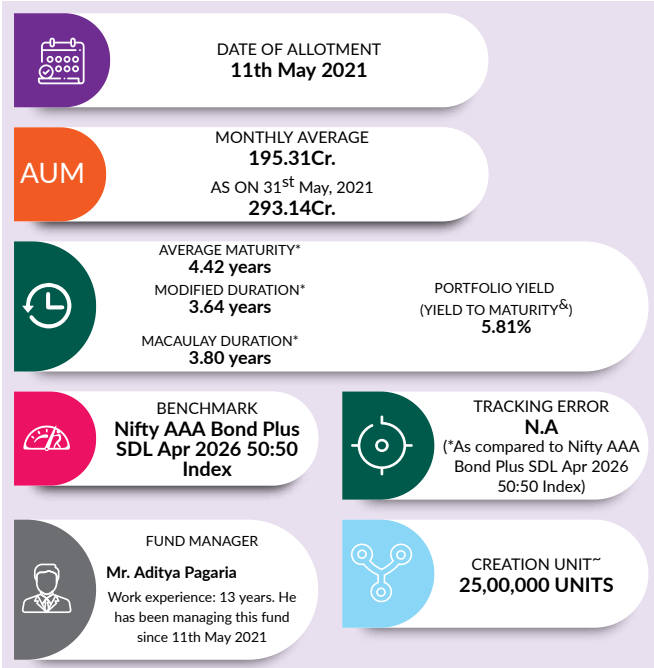 DATE OF ALLOTMENT
11th May 2021
AUM
MONTHLY AVERAGE
195.31Cr.
AS ON 31st May, 2021
293.14Cr.
AVERAGE MATURITY*
4.42 years
MODIFIED DURATION*
3.64 years
MACAULAY DURATION*
3.80 years
PORTFOLIO YIELD
(YIELD TO MATURITY&)
5.81%
BENCHMARK
Nifty AAA Bond Plus
SDL Apr 2026 50:50
Index
TRACKING ERROR
N.A
(*As compared to Nifty AAA
Bond Plus SDL Apr 2026
50:50 Index)
FUND MANAGER
Mr. Aditya Pagaria
Work experience: 13 years. He
has been managing this fund
since 11th May 2021
CREATION UNIT~
25,00,000 UNITS